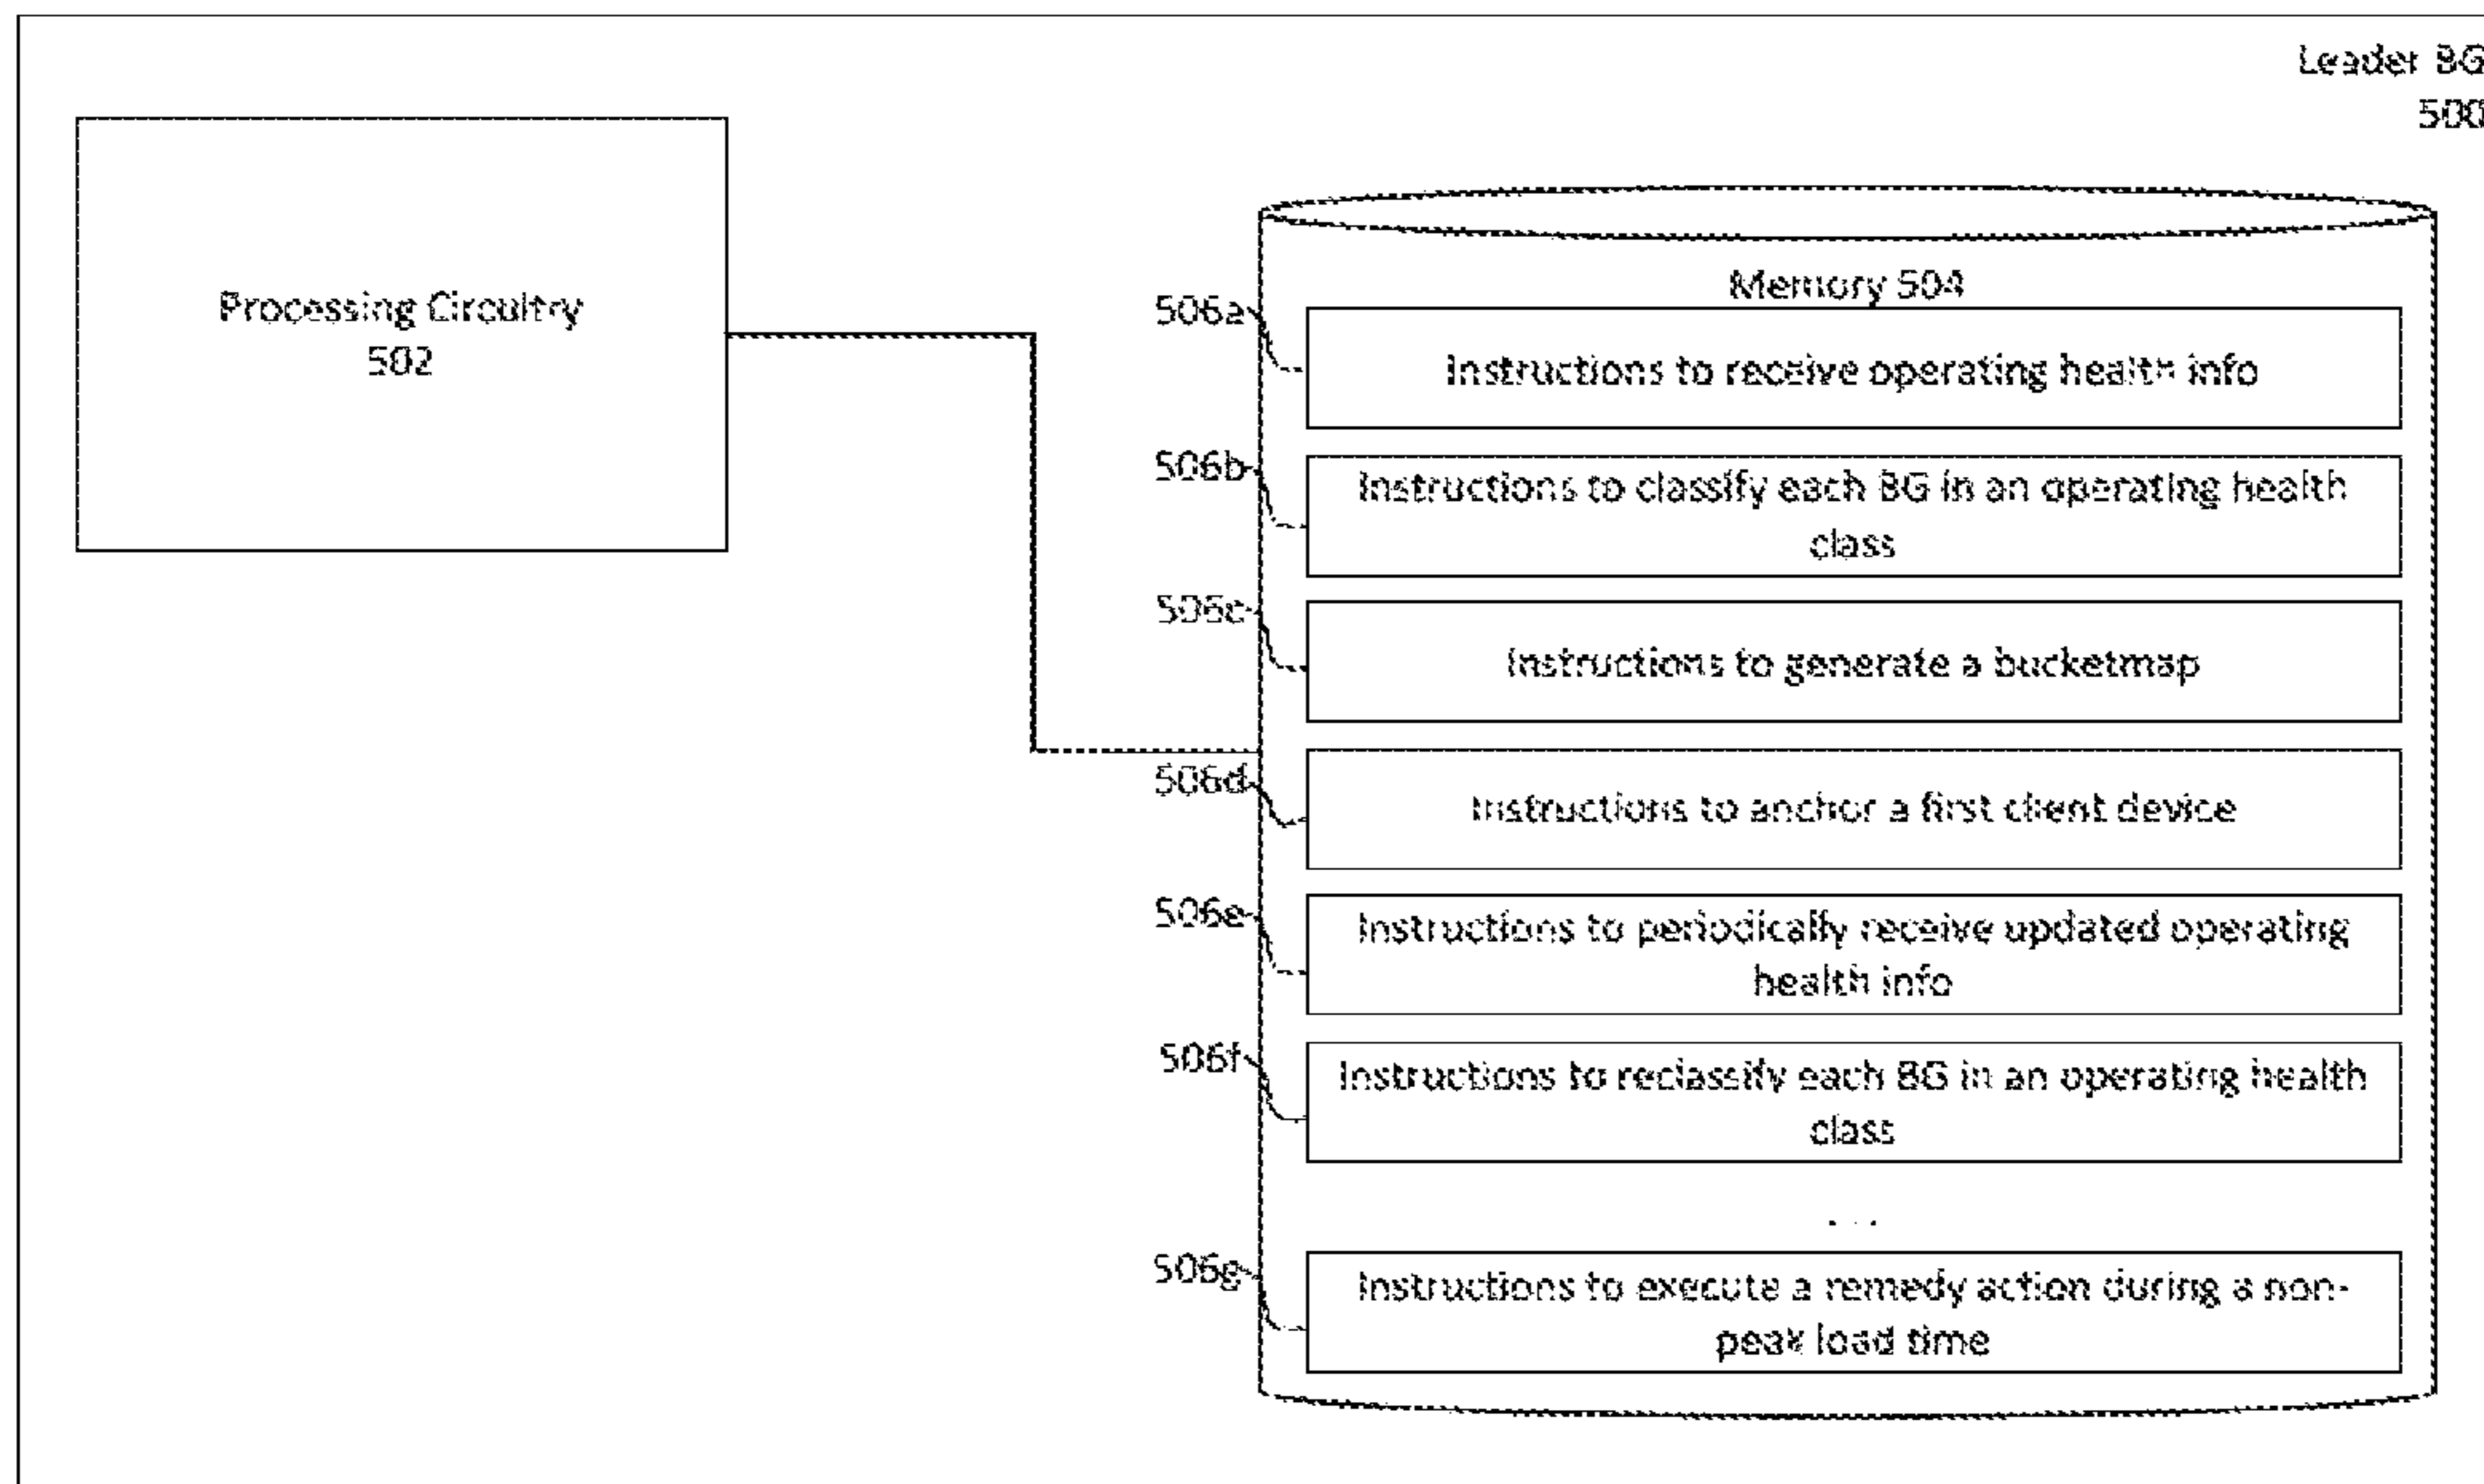 Leader BG
500
Processing Circuitry
502
Memory 504
506a
Instructions to receive operating health info
506b
Instructions to classify each BG in an operating health
class
506c
Instructions to generate a bucketmap
506d
Instructions to anchor a first client device
506e
Instructions to periodically receive updated operating
health info
506f
Instructions to reclassify each BG in an operating health
class
...
506g
Instructions to execute a remedy action during a non-
peak load time